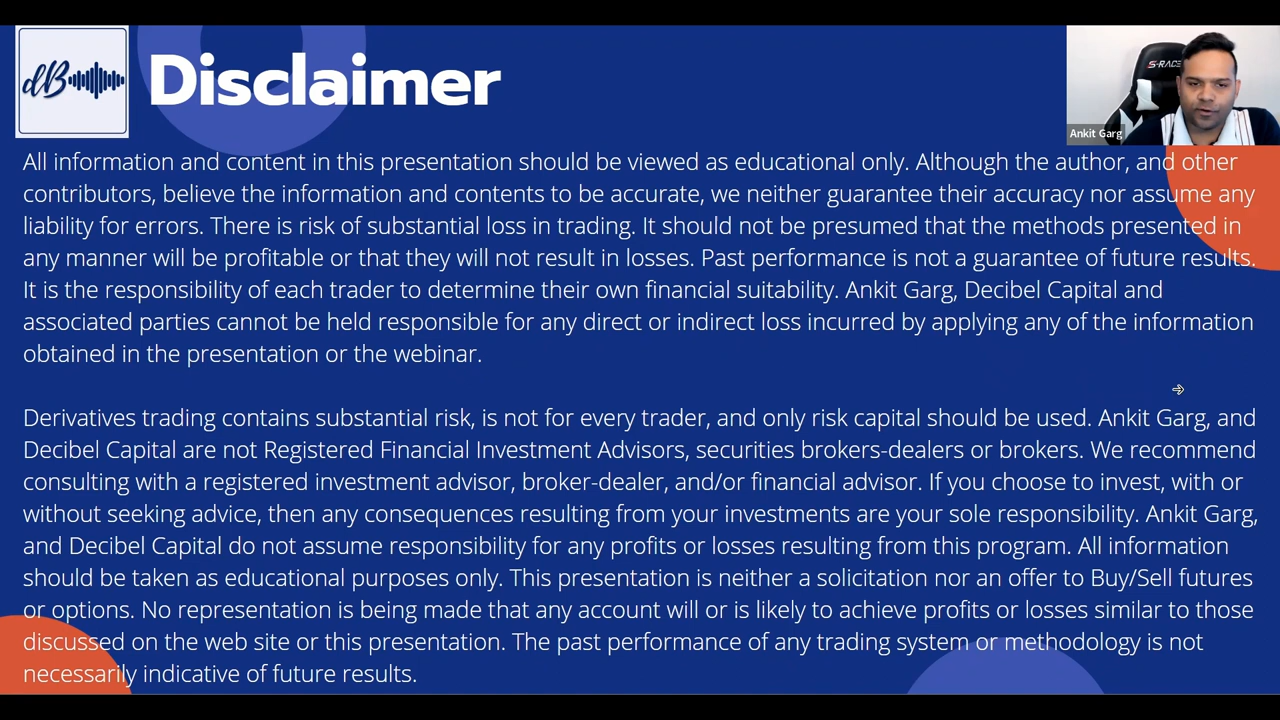 dB
Disclaimer
S-RACE
Ankit Garg
All information and content in this presentation should be viewed as educational only. Although the author, and other
contributors, believe the information and contents to be accurate, we neither guarantee their accuracy nor assume any
liability for errors. There is risk of substantial loss in trading. It should not be presumed that the methods presented in
any manner will be profitable or that they will not result in losses. Past performance is not a guarantee of future results.
It is the responsibility of each trader to determine their own financial suitability. Ankit Garg, Decibel Capital and
associated parties cannot be held responsible for any direct or indirect loss incurred by applying any of the information
obtained in the presentation or the webinar.
Derivatives trading contains substantial risk, is not for every trader, and only risk capital should be used. Ankit Garg, and
Decibel Capital are not Registered Financial Investment Advisors, securities brokers-dealers or brokers. We recommend
consulting with a registered investment advisor, broker-dealer, and/or financial advisor. If you choose to invest, with or
without seeking advice, then any consequences resulting from your investments are your sole responsibility. Ankit Garg,
and Decibel Capital do not assume responsibility for any profits or losses resulting from this program. All information
should be taken as educational purposes only. This presentation is neither a solicitation nor an offer to Buy/Sell futures
or options. No representation is being made that any account will or is likely to achieve profits or losses similar to those
discussed on the web site or this presentation. The past performance of any trading system or methodology is not
necessarily indicative of future results.